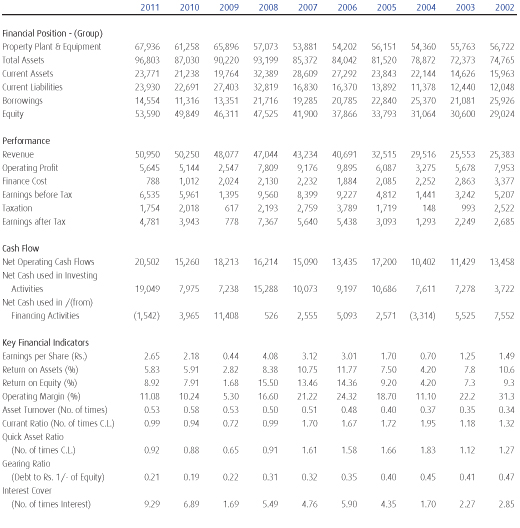 2011 2010 2009 2008 2007 2006 2005 2004 2003 2002
Financial Position - (Group)
Property Plant & Equipment 67,936 61,258 65,896 57,073 53,881 54,202 56,151 54,360 55,763 56,722
Total Assets 96,803 87,030 90,220 93,199 85,372 84,042 81,520 78,872 72,373 74,765
Current Assets 23,771 21,238 19,764 32,389 28,609 27,292 23,843 22,144 14,626 15,963
Current Liabilities 23,930 22,691 27,403 32,819 16,830 16,370 13,892 11,378 12,440 12,048
Borrowings 14,554 11,316 13,351 21,716 19,285 20,785 22,840 25,370 21,081 25,926
Equity 53,590 49,849 46,311 47,525 41,900 37,866 33,793 31,064 30,600 29,024
Performance
Revenue 50,950 50,250 48,077 47,044 43,234 40,691 32,515 29,516 25,553 25,383
Operating Profit 5,645 5,144 2,547 7,809 9,176 9,895 6,087 3,275 5,678 7,953
Finance Cost 788 1,012 2,024 2,130 2,232 1,884 2,085 2,252 2,863 3,377
Earnings before Tax 6,535 5,961 1,395 9,560 8,399 9,227 4,812 1,441 3,242 5,207
Taxation 1,754 2,018 617 2,193 2,759 3,789 1,719 148 993 2,522
Earnings after Tax 4,781 3,943 778 7,367 5,640 5,438 3,093 1,293 2,249 2,685
Cash Flow
Net Operating Cash Flows 20,502 15,260 18,213 16,214 15,090 13,435 17,200 10,402 11,429 13,458
Net Cash used in Investing
Activities 19,049 7,975 7,238 15,288 10,073 9,197 10,686 7,611 7,278 3,722
Net Cash used in /(from)
Financing Activities (1,542) 3,965 11,408 526 2,555 5,093 2,571 (3,314) 5,525 7,552
Key Financial Indicators
Earnings per Share (Rs.) 2.65 2.18 0.44 4.08 3.12 3.01 1.70 0.70 1.25 1.49
Return on Assets (%) 5.83 5.91 2.82 8.38 10.75 11.77 7.50 4.20 7.8 10.6
Return on Equity (%) 8.92 7.91 1.68 15.50 13.46 14.36 9.20 4.20 7.3 9.3
Operating Margin (%) 11.08 10.24 5.30 16.60 21.22 24.32 18.70 11.10 22.2 31.3
Asset Turnover (No. of times) 0.53 0.58 0.53 0.50 0.51 0.48 0.40 0.37 0.35 0.34
Currant Ratio (No. of times C.L.) 0.99 0.94 0.72 0.99 1.70 1.67 1.72 1.95 1.18 1.32
Quick Asset Ratio
(No. of times C.L.) 0.92 0.88 0.65 0.91 1.61 1.58 1.66 1.83 1.12 1.27
Gearing Ratio
(Debt to Rs. 1/- of Equity) 0.21 0.19 0.22 0.31 0.32 0.35 0.40 0.45 0.41 0.47
Interest Cover
(No. of times Interest) 9.29 6.89 1.69 5.49 4.76 5.90 4.35 1.70 2.27 2.85